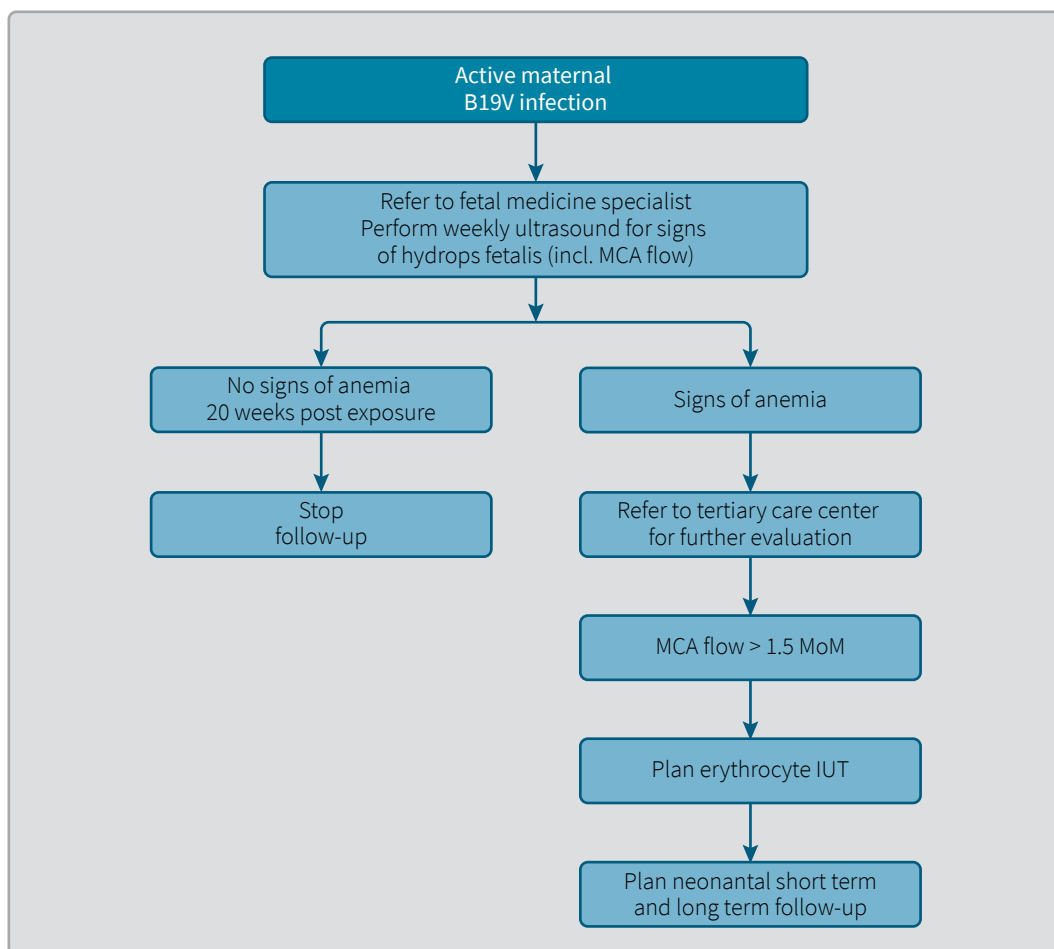 Active maternal
B19V infection
Refer to fetal medicine specialist
Perform weekly ultrasound for signs
of hydrops fetalis (incl. MCA flow)
No signs of anemia
20 weeks post exposure
Signs of anemia
Stop
follow-up
Refer to tertiary care center
for further evaluation
MCA flow > 1.5 MoM
Plan erythrocyte IUT
Plan neonantal short term
and long term follow-up